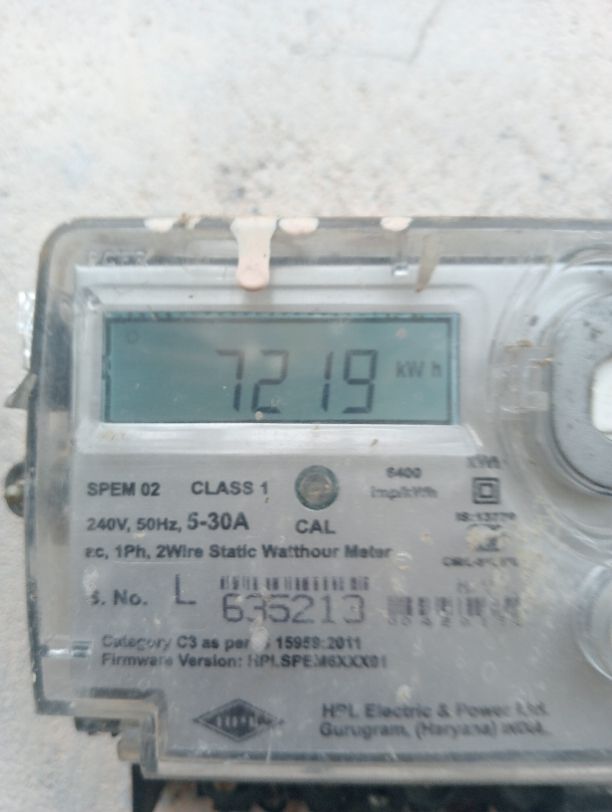 7219 kWh
SPEM 02 CLASS 1 6400 imp/kWh
240V, 50Hz, 5-30A CAL
ac, 1Ph, 2Wire Static Watthour Meter
S. No. L 635213
Category C3 as per 15959:2011
Firmware Version: HPLSPEM6XXX01
HPL Electric & Power Ltd.
Gurugram, (Haryana) INDIA.